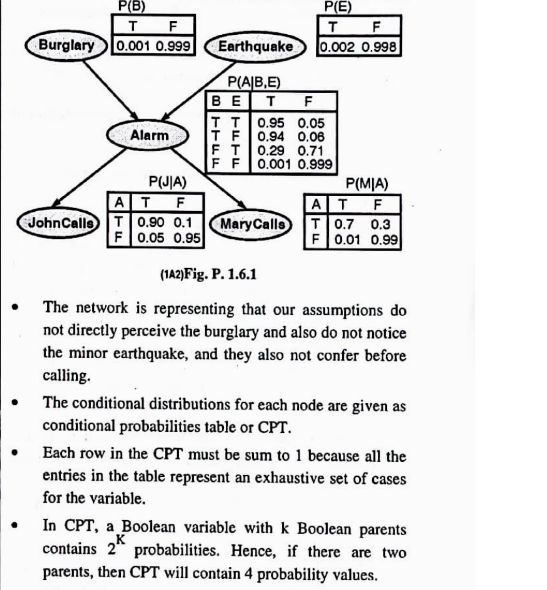 P(B)
T F
0.001 0.999
Burglary
P(E)
T F
0.002 0.998
Earthquake
P(A|B,E)
B E T F
T T 0.95 0.05
T F 0.94 0.06
F T 0.29 0.71
F F 0.001 0.999
Alarm
P(J|A)
A T F
T 0.90 0.1
F 0.05 0.95
JohnCalls
P(M|A)
A T F
T 0.7 0.3
F 0.01 0.99
MaryCalls
(1A2)Fig. P. 1.6.1
• The network is representing that our assumptions do
not directly perceive the burglary and also do not notice
the minor earthquake, and they also not confer before
calling.
• The conditional distributions for each node are given as
conditional probabilities table or CPT.
• Each row in the CPT must be sum to 1 because all the
entries in the table represent an exhaustive set of cases
for the variable.
• In CPT, a Boolean variable with k Boolean parents
contains 2^K probabilities. Hence, if there are two
parents, then CPT will contain 4 probability values.